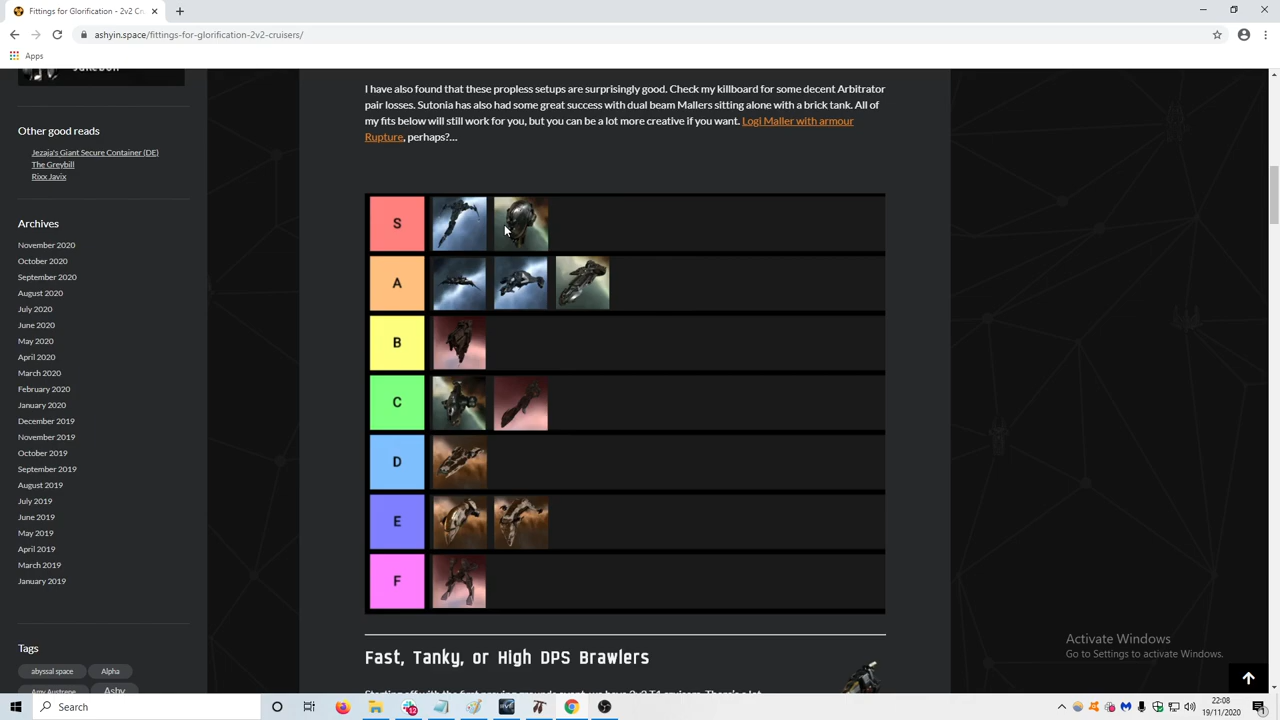 Fittings for Glorification - 2v2 Cr
ashyin.space/fittings-for-glorification-2v2-cruisers/
Apps
Other good reads
Jezaja's Giant Secure Container (DE)
The Greybill
Rixx Javix
Archives
November 2020
October 2020
September 2020
August 2020
July 2020
June 2020
May 2020
April 2020
March 2020
February 2020
January 2020
December 2019
November 2019
October 2019
September 2019
August 2019
July 2019
June 2019
May 2019
April 2019
March 2019
January 2019
Tags
abyssal space
Alpha
Amy Austrene
Ashy
I have also found that these propless setups are surprisingly good. Check my killboard for some decent Arbitrator
pair losses. Sutonia has also had some great success with dual beam Mallers sitting alone with a brick tank. All of
my fits below will still work for you, but you can be a lot more creative if you want. Logi Maller with armour
Rupture, perhaps?...
S
A
B
C
D
E
F
Fast, Tanky, or High DPS Brawlers
Activate Windows
Go to Settings to activate Windows.
Search
12
22:08
19/11/2020